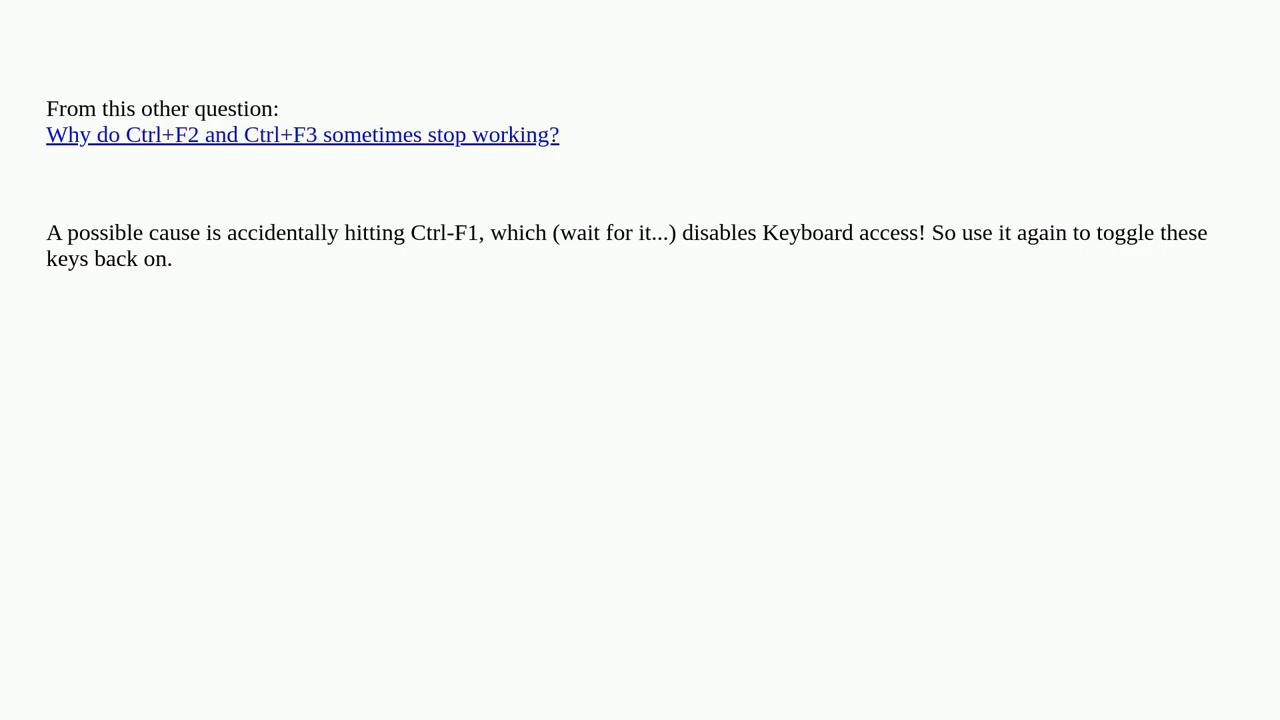 From this other question:
Why do Ctrl+F2 and Ctrl+F3 sometimes stop working?
A possible cause is accidentally hitting Ctrl-F1, which (wait for it...) disables Keyboard access! So use it again to toggle these
keys back on.